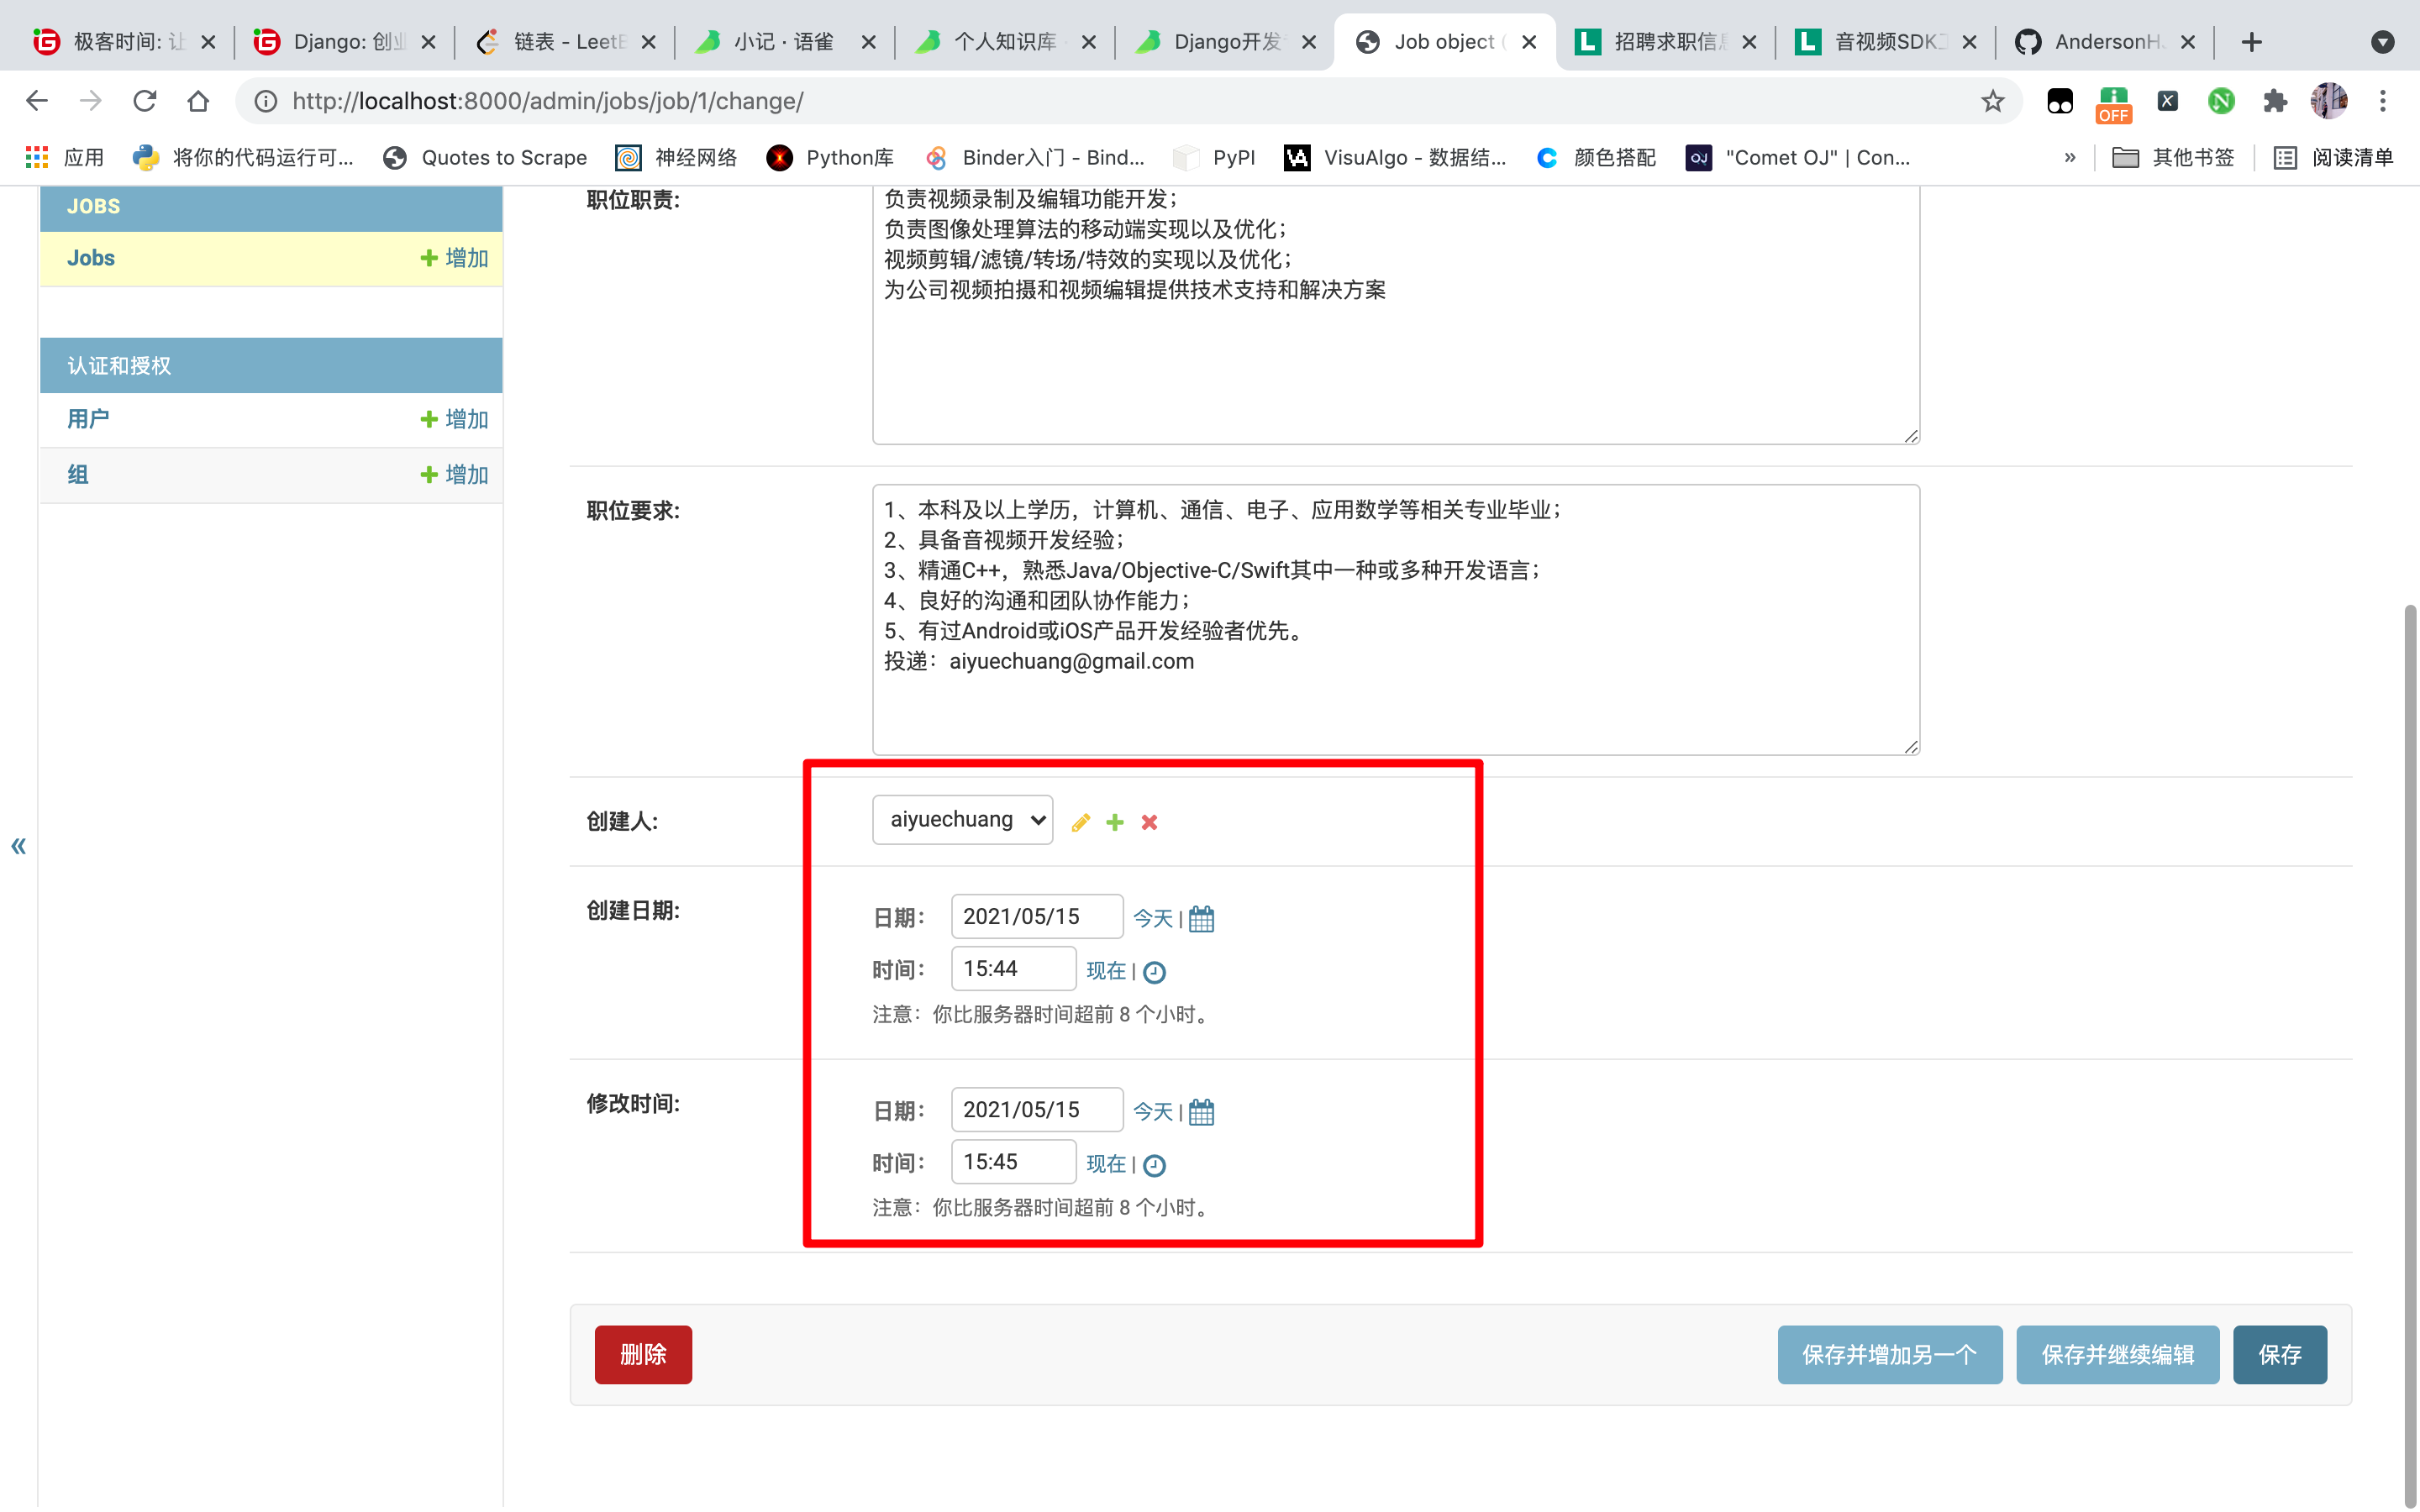 极客时间: 让
Django: 创业
链表 - LeetB
小记 · 语雀
个人知识库
Django开发
Job object (
招聘求职信息
音视频SDK工
AndersonHJ
http://localhost:8000/admin/jobs/job/1/change/
OFF
应用
将你的代码运行可...
Quotes to Scrape
神经网络
Python库
Binder入门 - Bind...
PyPI
VisuAlgo - 数据结...
颜色搭配
OJ
"Comet OJ" | Con...
»
其他书签
阅读清单
JOBS
Jobs
增加
认证和授权
用户
增加
组
增加
«
职位职责:
负责视频录制及编辑功能开发；
负责图像处理算法的移动端实现以及优化；
视频剪辑/滤镜/转场/特效的实现以及优化；
为公司视频拍摄和视频编辑提供技术支持和解决方案
职位要求:
1、本科及以上学历，计算机、通信、电子、应用数学等相关专业毕业；
2、具备音视频开发经验；
3、精通C++，熟悉Java/Objective-C/Swift其中一种或多种开发语言；
4、良好的沟通和团队协作能力；
5、有过Android或iOS产品开发经验者优先。
投递：aiyuechuang@gmail.com
创建人:
aiyuechuang
创建日期:
日期： 2021/05/15 今天 |
时间： 15:44 现在 |
注意：你比服务器时间超前 8 个小时。
修改时间:
日期： 2021/05/15 今天 |
时间： 15:45 现在 |
注意：你比服务器时间超前 8 个小时。
删除
保存并增加另一个
保存并继续编辑
保存